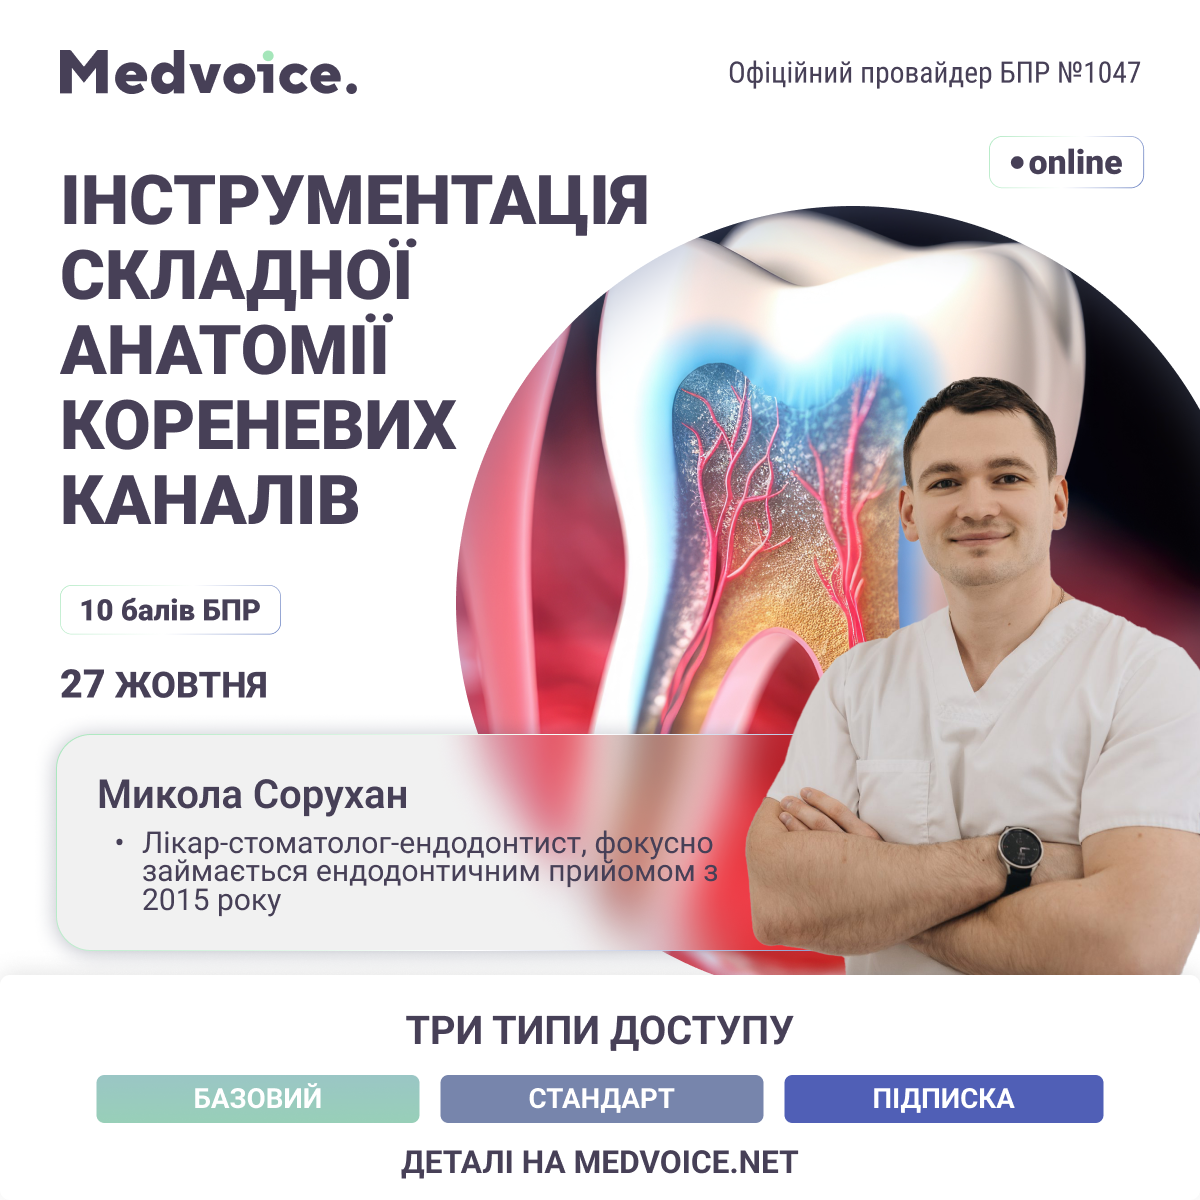 Medvoice.
Офіційний провайдер БПР №1047
•online
ІНСТРУМЕНТАЦІЯ
СКЛАДНОЇ
АНАТОМІЇ
КОРЕНЕВИХ
КАНАЛІВ
10 балів БПР
27 ЖОВТНЯ
Микола Сорухан
• Лікар-стоматолог-ендодонтист, фокусно
займається ендодонтичним прийомом з
2015 року
ТРИ ТИПИ ДОСТУПУ
БАЗОВИЙ
СТАНДАРТ
ПІДПИСКА
ДЕТАЛІ НА MEDVOICE.NET